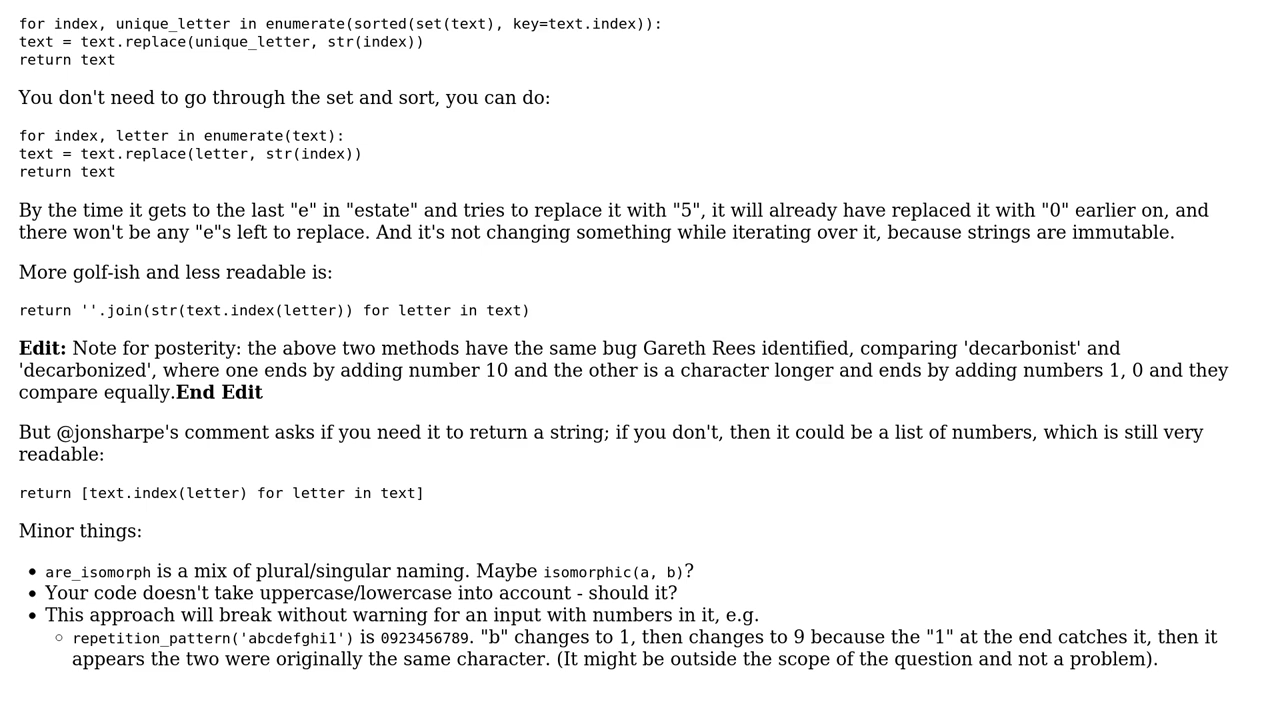 for index, unique_letter in enumerate(sorted(set(text), key=text.index)):
text = text.replace(unique_letter, str(index))
return text
You don't need to go through the set and sort, you can do:
for index, letter in enumerate(text):
text = text.replace(letter, str(index))
return text
By the time it gets to the last "e" in "estate" and tries to replace it with "5", it will already have replaced it with "0" earlier on, and
there won't be any "e"s left to replace. And it's not changing something while iterating over it, because strings are immutable.
More golf-ish and less readable is:
return ''.join(str(text.index(letter)) for letter in text)
Edit: Note for posterity: the above two methods have the same bug Gareth Rees identified, comparing 'decarbonist' and
'decarbonized', where one ends by adding number 10 and the other is a character longer and ends by adding numbers 1, 0 and they
compare equally.End Edit
But @jonsharpe's comment asks if you need it to return a string; if you don't, then it could be a list of numbers, which is still very
readable:
return [text.index(letter) for letter in text]
Minor things:
• are_isomorph is a mix of plural/singular naming. Maybe isomorphic(a, b)?
• Your code doesn't take uppercase/lowercase into account - should it?
• This approach will break without warning for an input with numbers in it, e.g.
◦ repetition_pattern('abcdefghi1') is 0923456789. "b" changes to 1, then changes to 9 because the "1" at the end catches it, then it
appears the two were originally the same character. (It might be outside the scope of the question and not a problem).